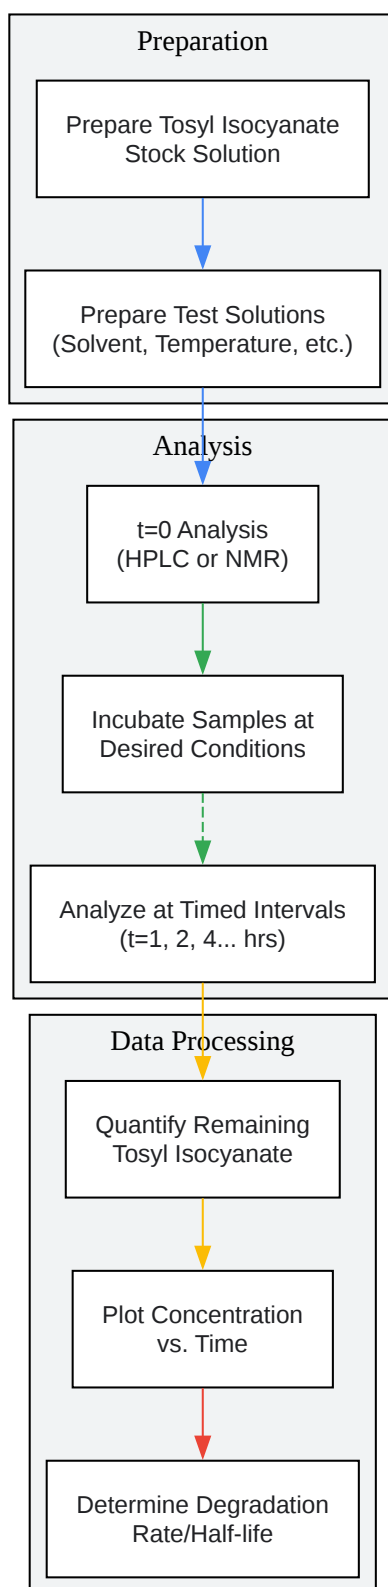 Preparation
Prepare Tosyl Isocyanate
Stock Solution
Prepare Test Solutions
(Solvent, Temperature, etc.)
Analysis
t=0 Analysis
(HPLC or NMR)
Incubate Samples at
Desired Conditions
Analyze at Timed Intervals
(t=1, 2, 4... hrs)
Data Processing
Quantify Remaining
Tosyl Isocyanate
Plot Concentration
vs. Time
Determine Degradation
Rate/Half-life